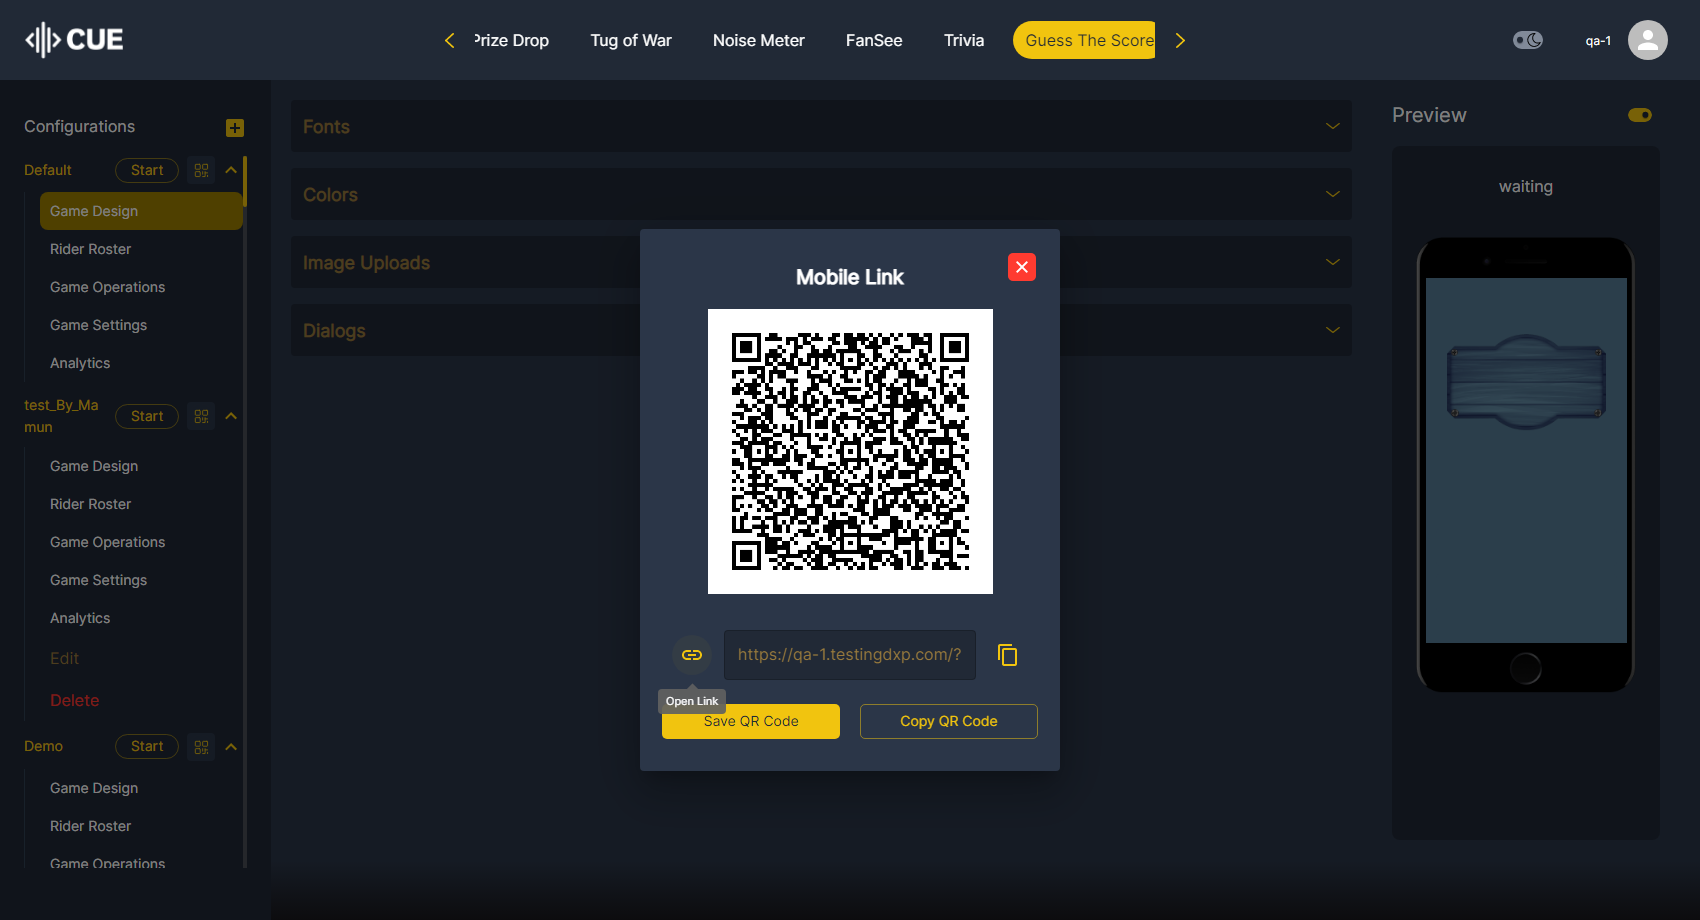 CUE
Prize Drop
Tug of War
Noise Meter
FanSee
Trivia
Guess The Score
qa-1
Configurations
Default
Start
Game Design
Rider Roster
Game Operations
Game Settings
Analytics
test_By_Ma
mun
Start
Game Design
Rider Roster
Game Operations
Game Settings
Analytics
Edit
Delete
Demo
Start
Game Design
Rider Roster
Game Operations
Fonts
Colors
Image Uploads
Dialogs
Mobile Link
https://qa-1.testingdxp.com/?
Open Link
Save QR Code
Copy QR Code
Preview
waiting